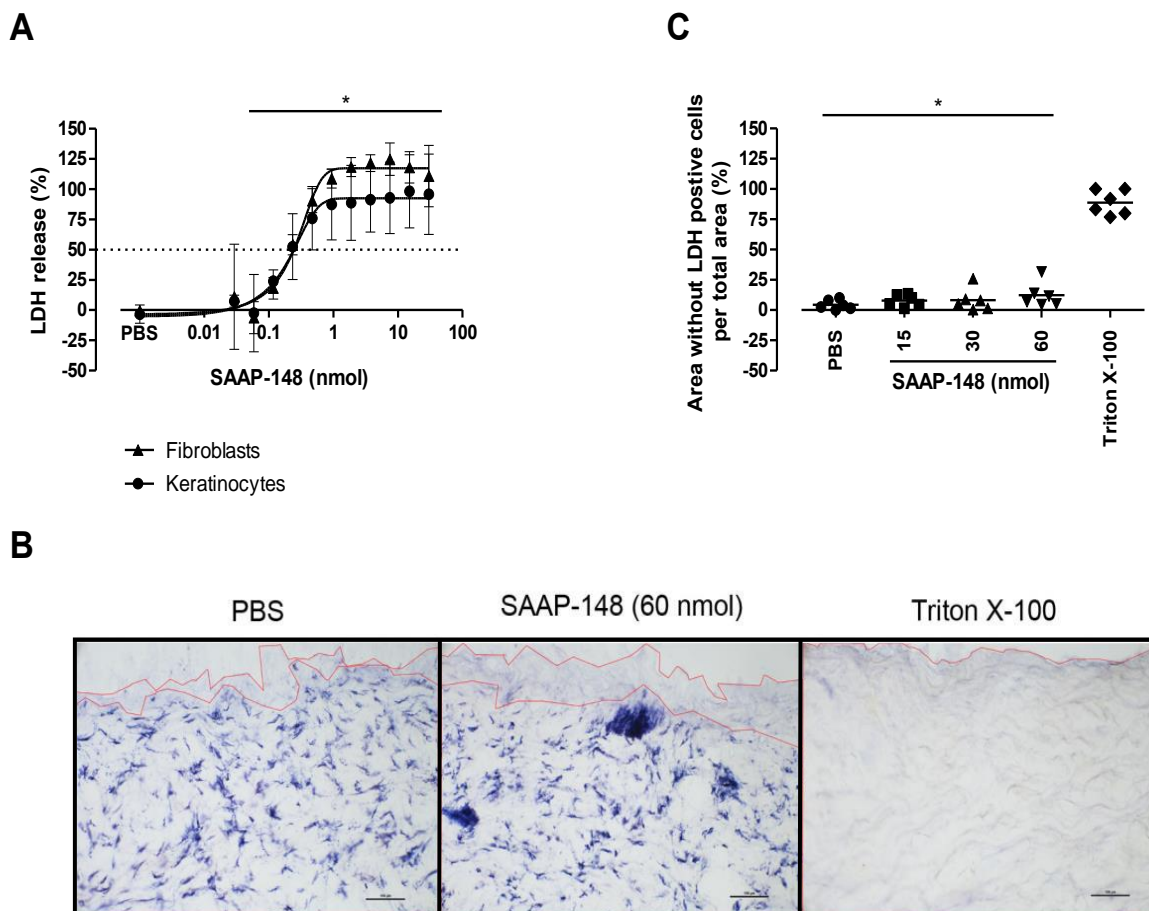 A
*
150
125
100
75
50
25
0
-25
-50
LDH release (%)
PBS 0.01 0.1 1 10 100
SAAP-148 (nmol)
Fibroblasts
Keratinocytes
C
*
150
125
100
75
50
25
0
-25
-50
Area without LDH postive cells
per total area (%)
PBS
15
30
60
SAAP-148 (nmol)
Triton X-100
B
PBS
SAAP-148 (60 nmol)
Triton X-100